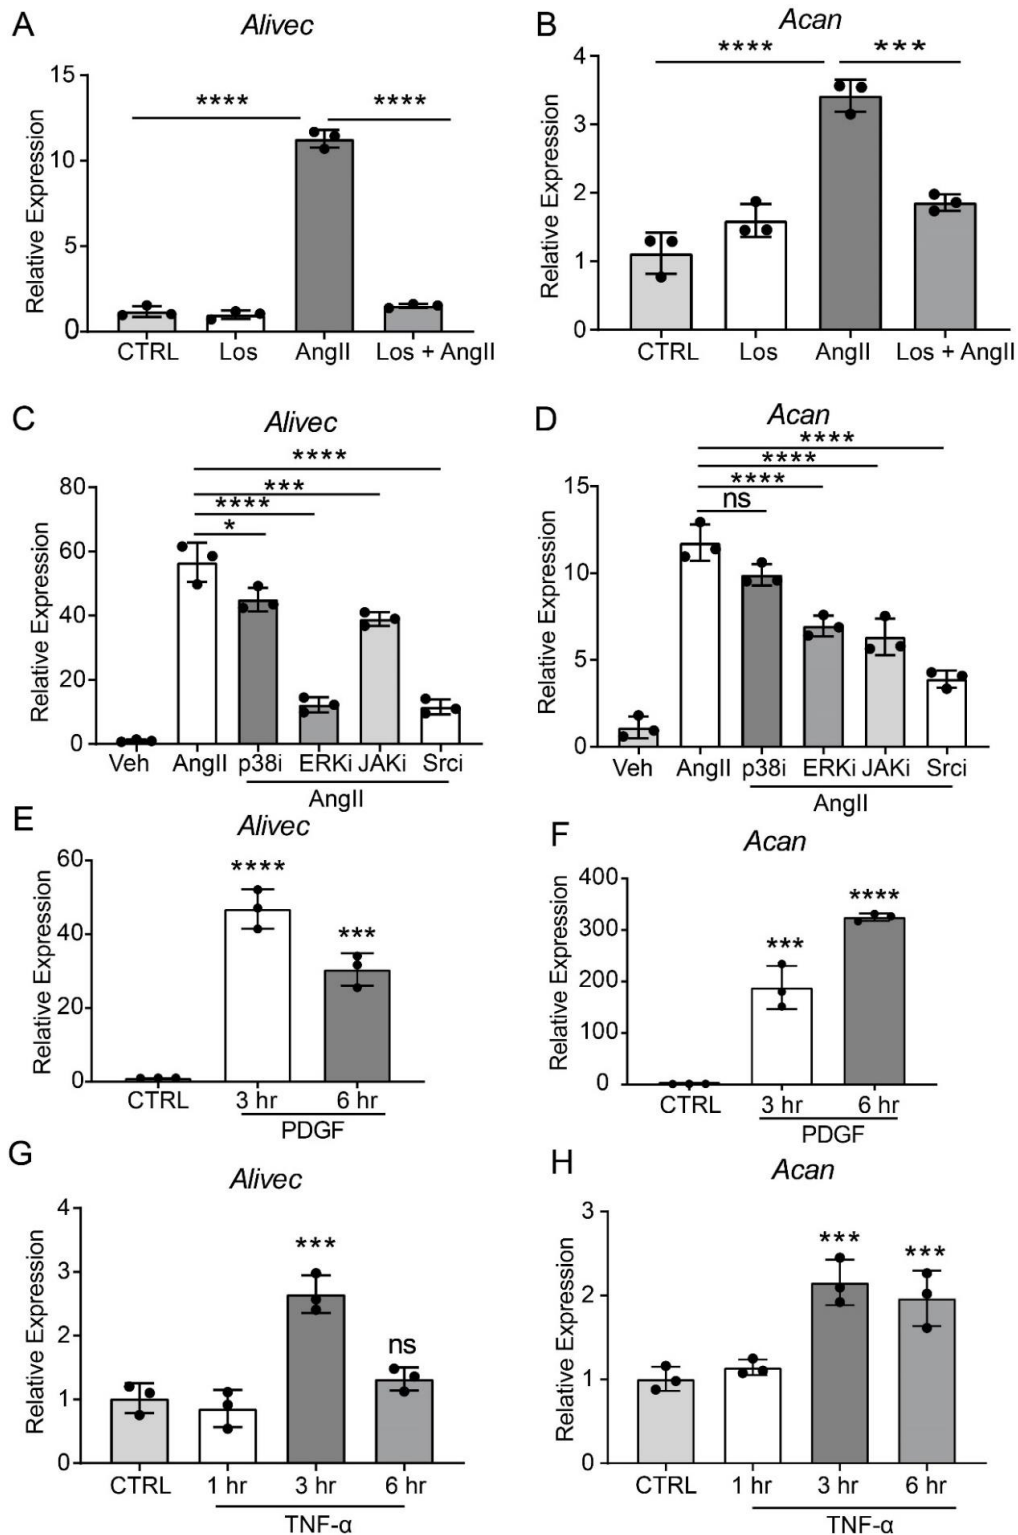 A
Alivec
Relative Expression
15
10
5
0
****
****
CTRL Los AngII Los + AngII
B
Acan
Relative Expression
4
3
2
1
0
****
***
CTRL Los AngII Los + AngII
C
Alivec
Relative Expression
80
60
40
20
0
****
***
****
*
Veh AngII p38i ERKi JAKi Srci
AngII
D
Acan
Relative Expression
15
10
5
0
****
****
****
ns
Veh AngII p38i ERKi JAKi Srci
AngII
E
Alivec
Relative Expression
60
40
20
0
****
***
CTRL 3 hr 6 hr
PDGF
F
Acan
Relative Expression
400
300
200
100
0
***
****
CTRL 3 hr 6 hr
PDGF
G
Alivec
Relative Expression
4
3
2
1
0
***
ns
CTRL 1 hr 3 hr 6 hr
TNF-α
H
Acan
Relative Expression
3
2
1
0
***
***
CTRL 1 hr 3 hr 6 hr
TNF-α